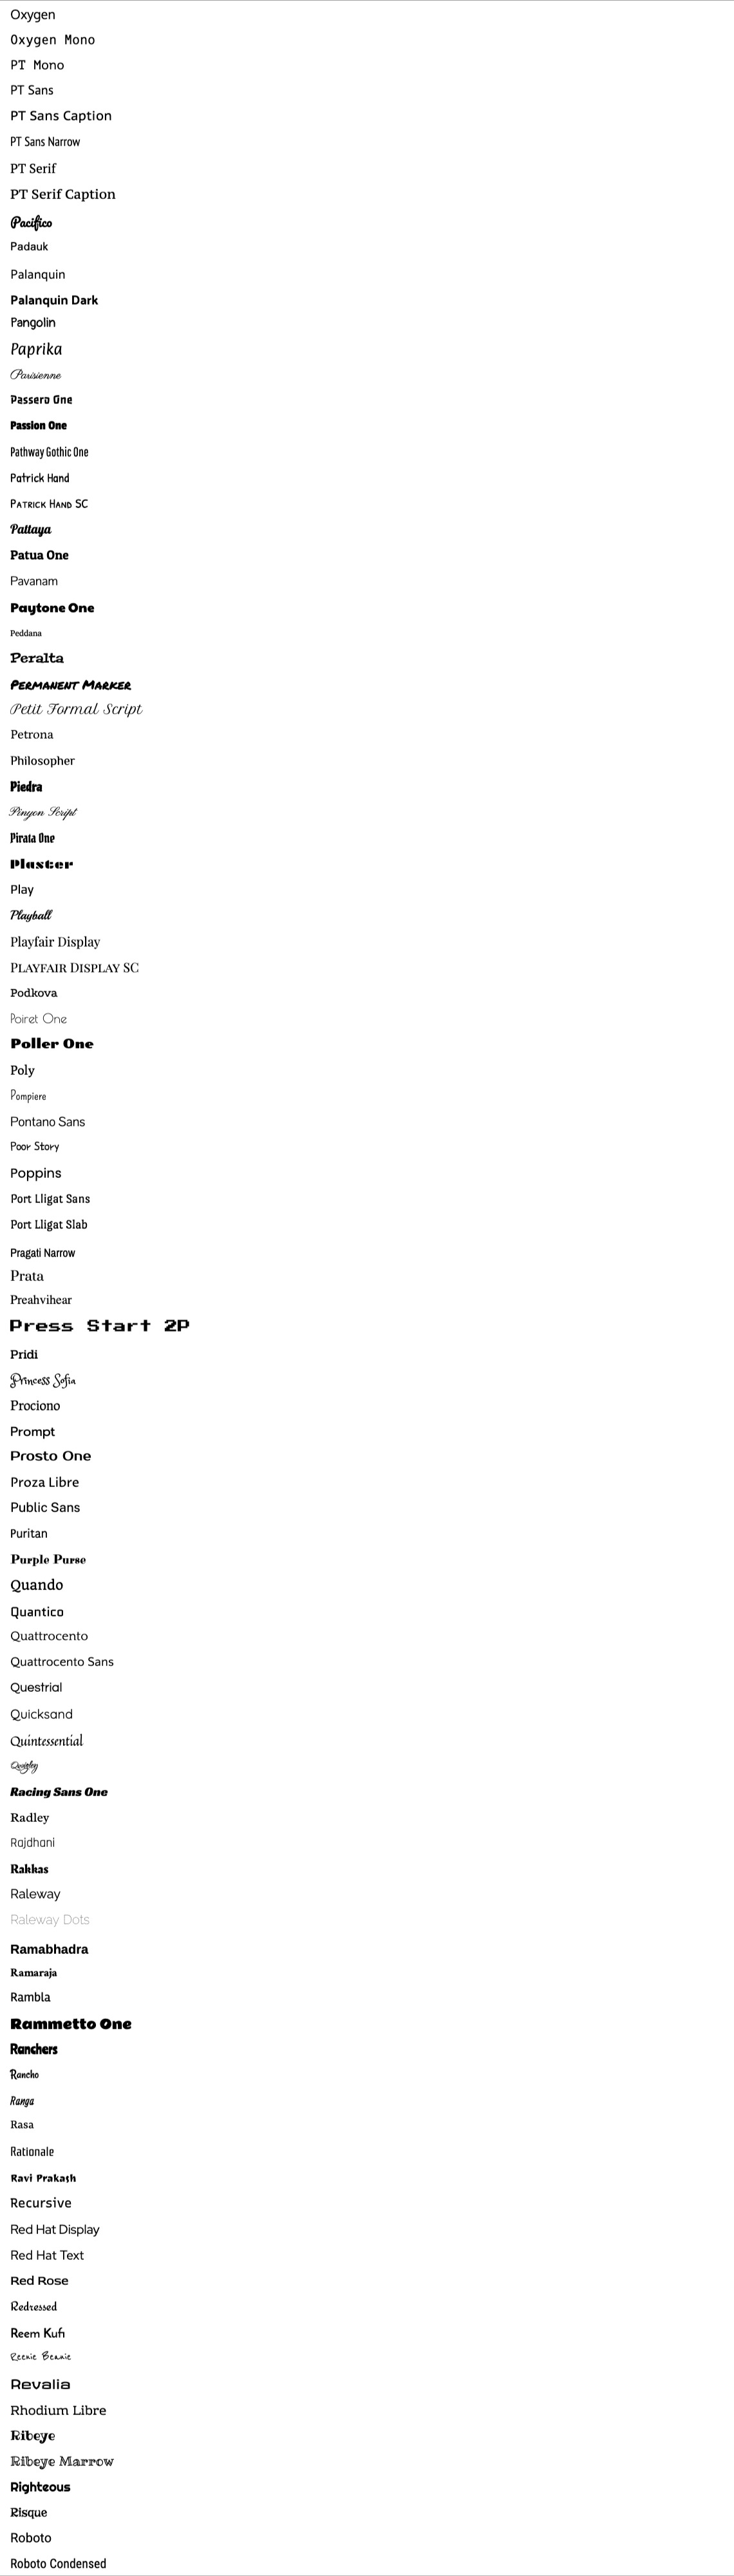 Oxygen
Oxygen Mono
PT Mono
PT Sans
PT Sans Caption
PT Sans Narrow
PT Serif
PT Serif Caption
Pacifico
Padauk
Palanquin
Palanquin Dark
Pangolin
Paprika
Parisienne
Passero One
Passion One
Pathway Gothic One
Patrick Hand
Patrick Hand SC
Pattaya
Patua One
Pavanam
Paytone One
Peddana
Peralta
Permanent Marker
Petit Formal Script
Petrona
Philosopher
Piedra
Pinyon Script
Pirata One
Plaster
Play
Playball
Playfair Display
Playfair Display SC
Podkova
Poiret One
Poller One
Poly
Pompiere
Pontano Sans
Poor Story
Poppins
Port Lligat Sans
Port Lligat Slab
Pragati Narrow
Prata
Preahvihear
Press Start 2P
Pridi
Princess Sofia
Prociono
Prompt
Prosto One
Proza Libre
Public Sans
Puritan
Purple Purse
Quando
Quantico
Quattrocento
Quattrocento Sans
Questrial
Quicksand
Quintessential
Qwigley
Racing Sans One
Radley
Rajdhani
Rakkas
Raleway
Raleway Dots
Ramabhadra
Ramaraja
Rambla
Rammetto One
Ranchers
Rancho
Ranga
Rasa
Rationale
Ravi Prakash
Recursive
Red Hat Display
Red Hat Text
Red Rose
Redressed
Reem Kufi
Reenie Beanie
Revalia
Rhodium Libre
Ribeye
Ribeye Marrow
Righteous
Risque
Roboto
Roboto Condensed